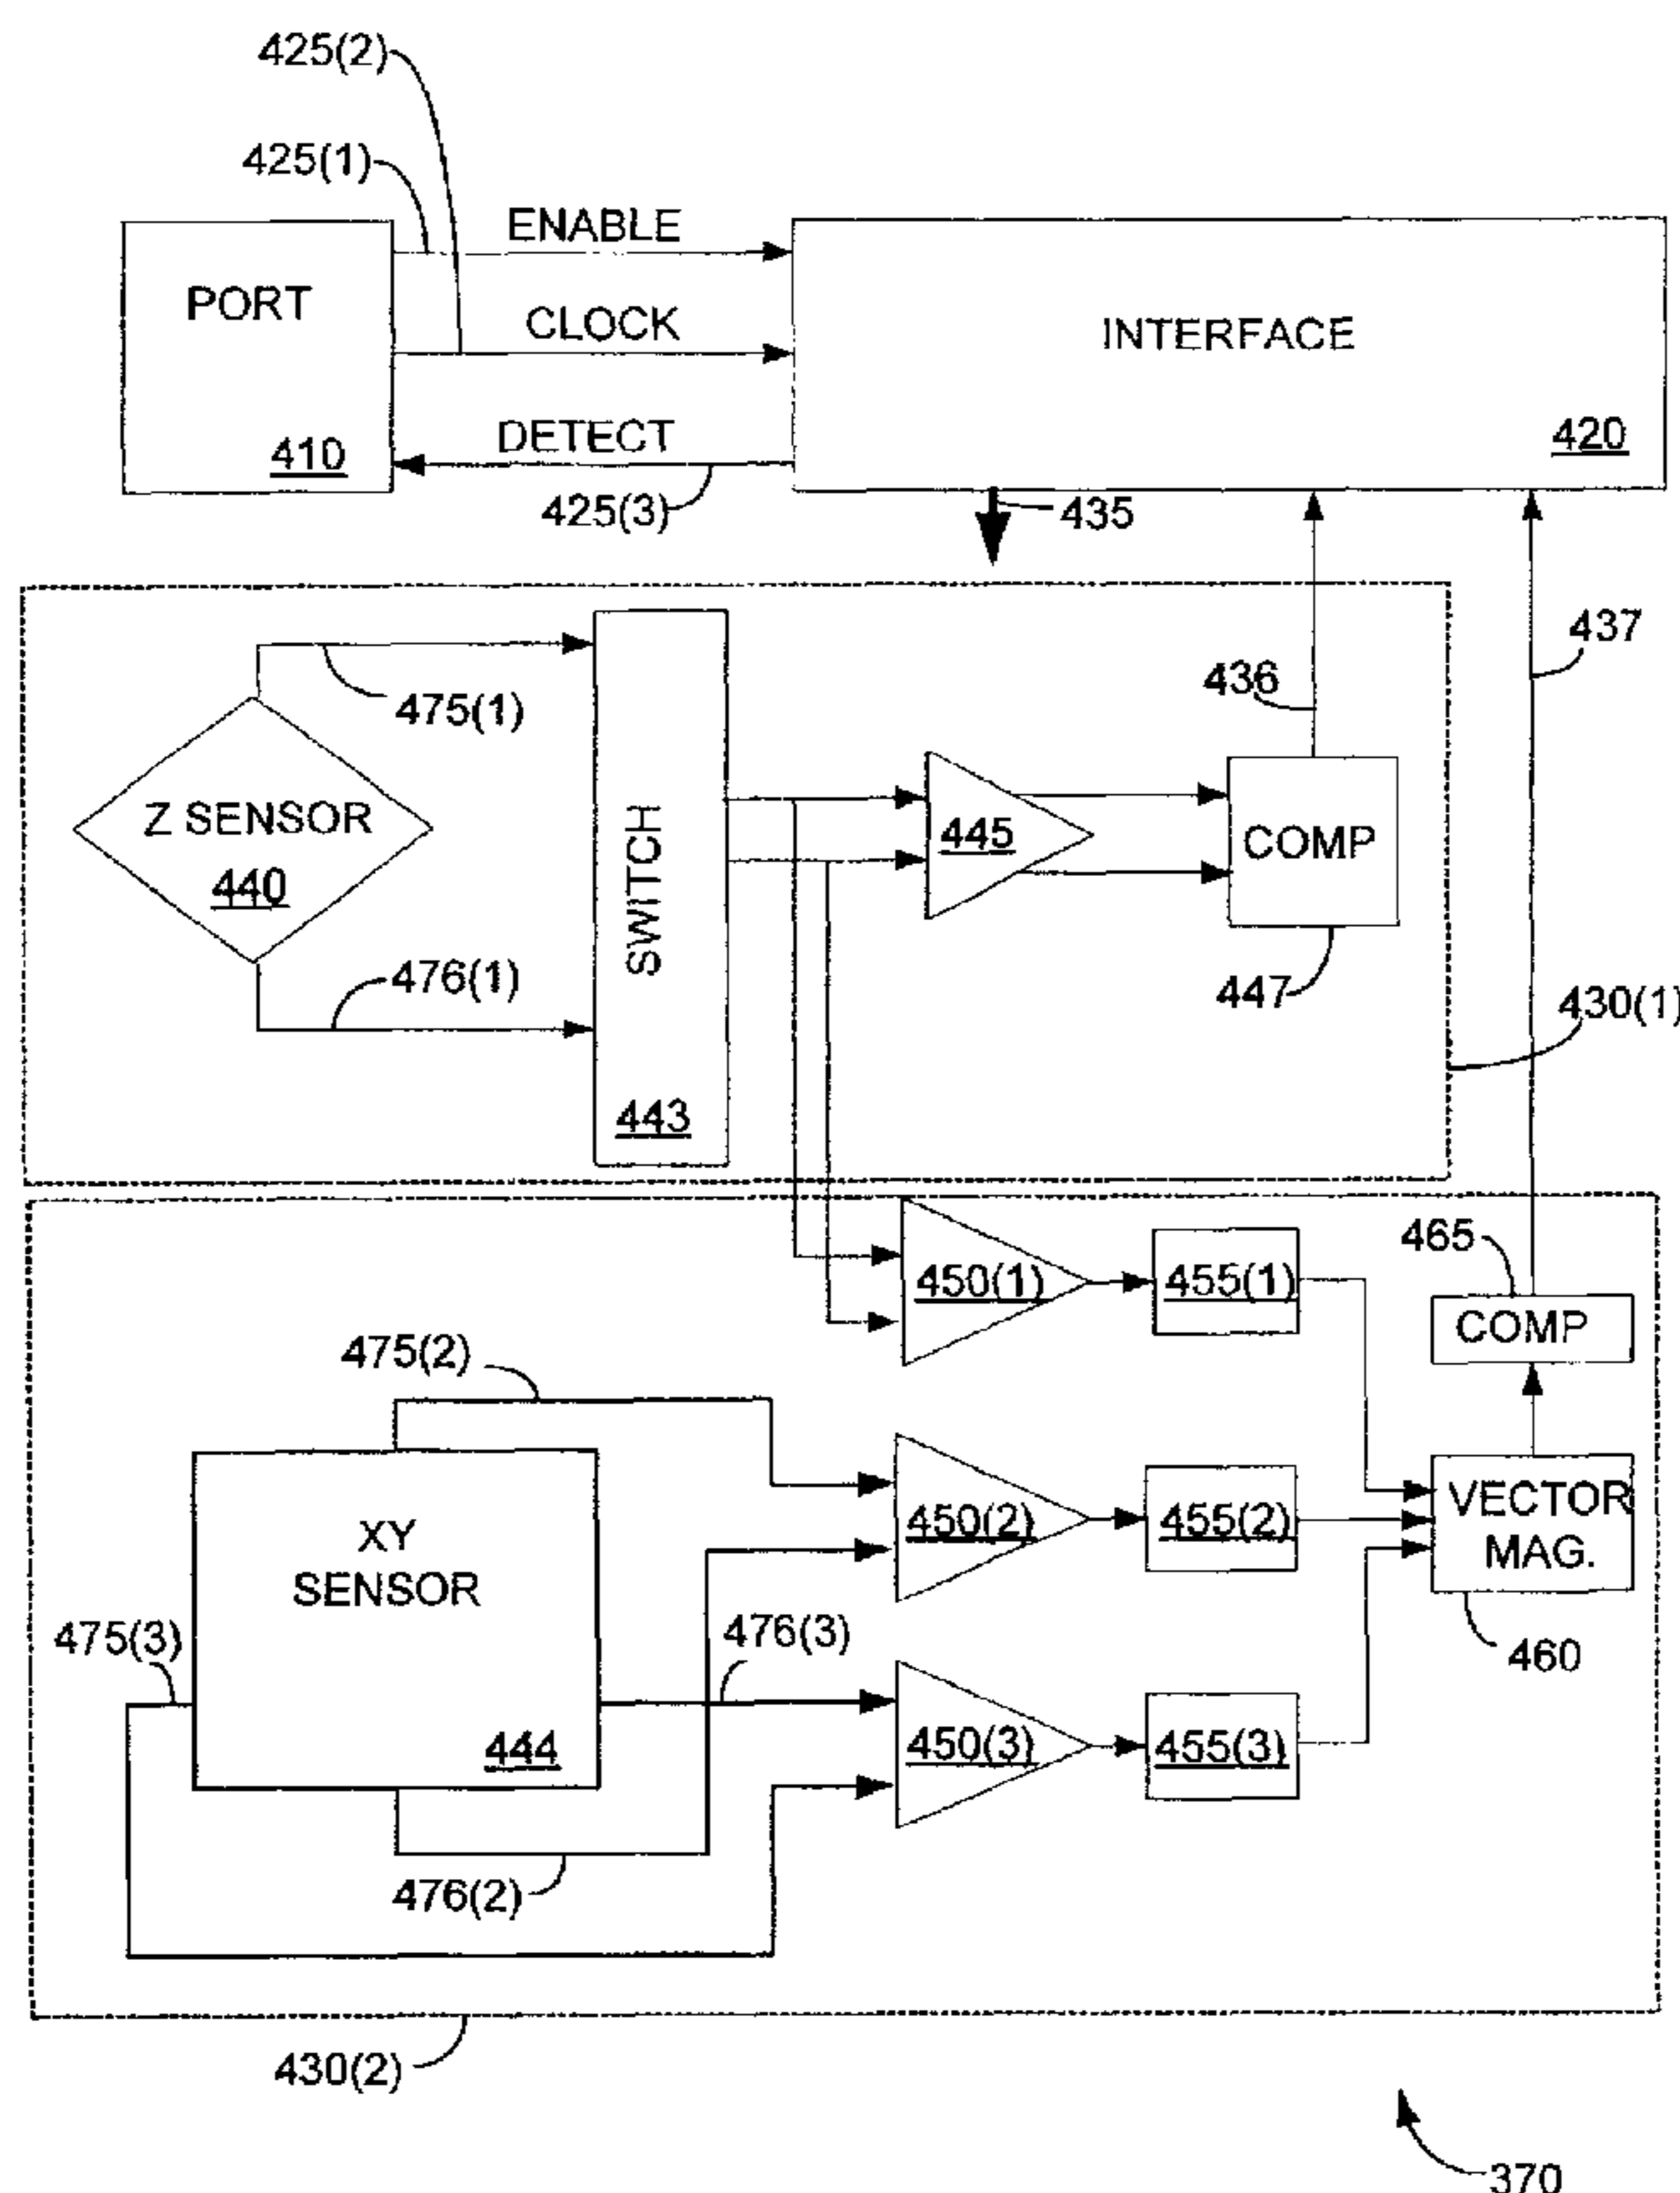 425(2)
425(1)
ENABLE
PORT
CLOCK
INTERFACE
DETECT
410
420
425(3)
435
437
436
475(1)
Z SENSOR
440
SWITCH
445
COMP
476(1)
447
430(1)
443
465
450(1)
455(1)
COMP
475(2)
XY
SENSOR
450(2)
455(2)
VECTOR
MAG.
475(3)
476(3)
460
444
450(3)
455(3)
476(2)
430(2)
370